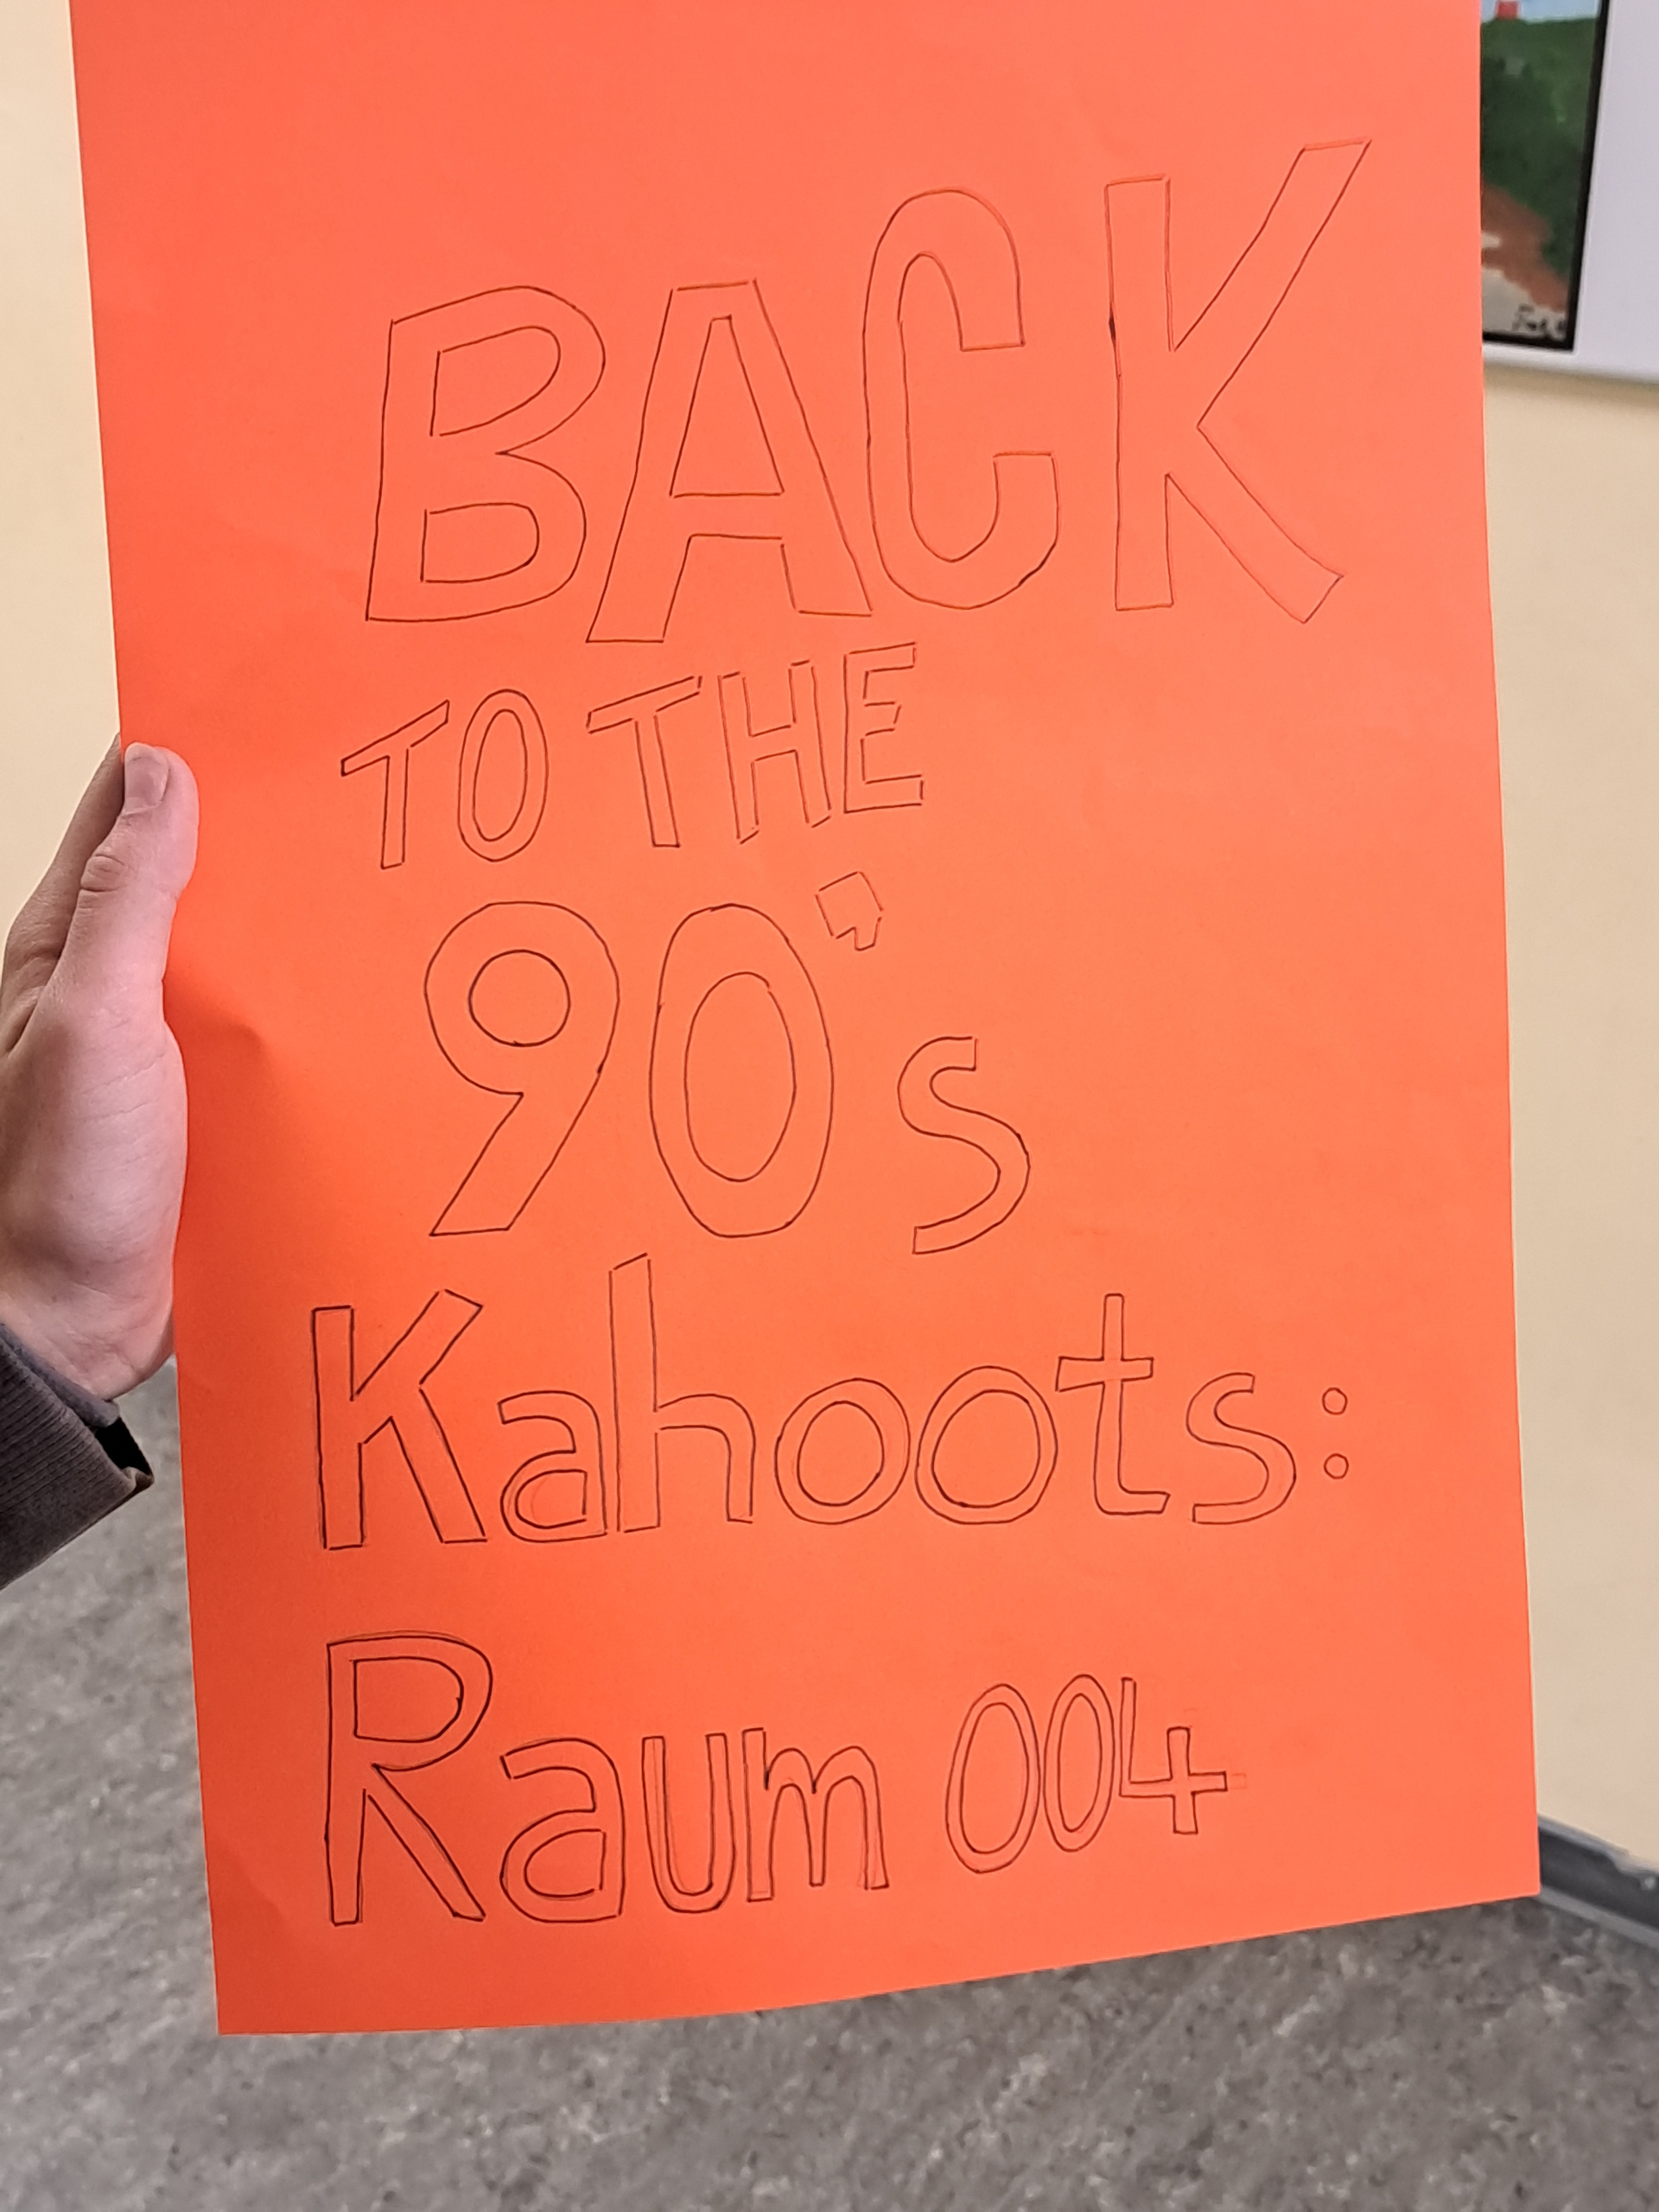 BACK
TO THE
90's
Kahoots:
Raum 004